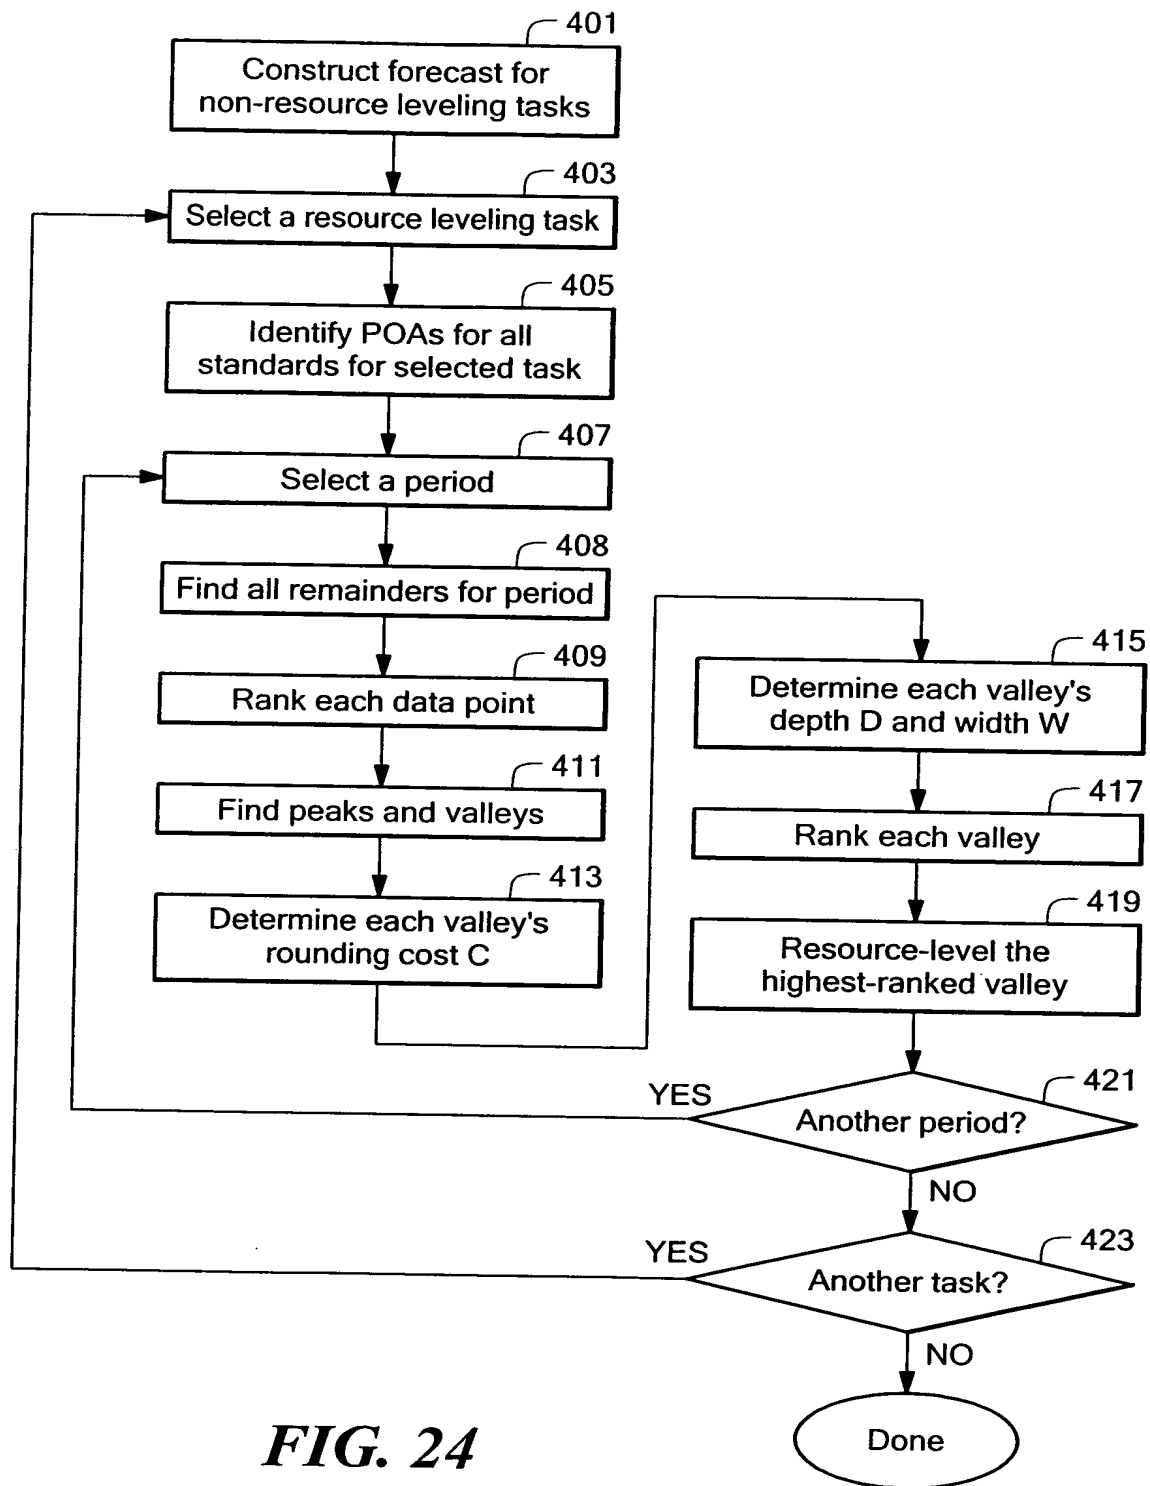 401
Construct forecast for
non-resource leveling tasks
403
Select a resource leveling task
405
Identify POAs for all
standards for selected task
407
Select a period
408
Find all remainders for period
409
Rank each data point
411
Find peaks and valleys
413
Determine each valley's
rounding cost C
415
Determine each valley's
depth D and width W
417
Rank each valley
419
Resource-level the
highest-ranked valley
421
YES
Another period?
NO
423
YES
Another task?
NO
Done
FIG. 24